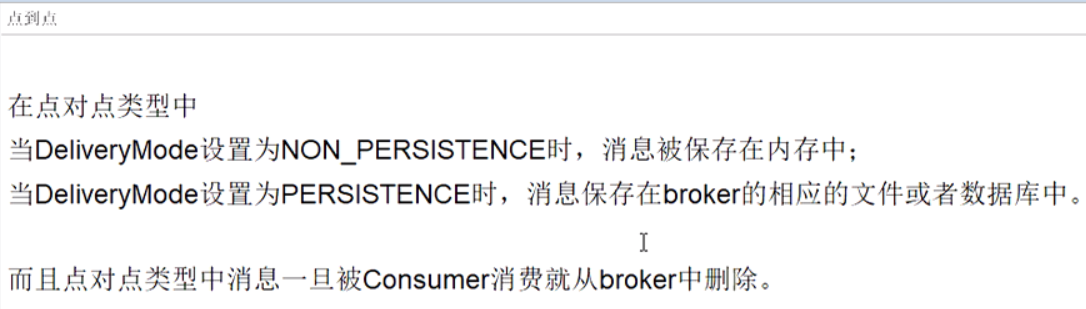 点到点
在点对点类型中
当DeliveryMode设置为NON_PERSISTENCE时，消息被保存在内存中；
当DeliveryMode设置为PERSISTENCE时，消息保存在broker的相应的文件或者数据库中。
而且点对点类型中消息一旦被Consumer消费就从broker中删除。